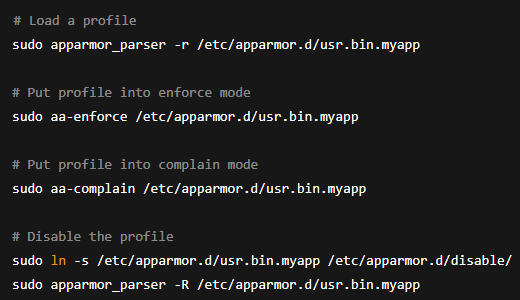 # Load a profile
sudo apparmor_parser -r /etc/apparmor.d/usr.bin.myapp
# Put profile into enforce mode
sudo aa-enforce /etc/apparmor.d/usr.bin.myapp
# Put profile into complain mode
sudo aa-complain /etc/apparmor.d/usr.bin.myapp
# Disable the profile
sudo ln -s /etc/apparmor.d/usr.bin.myapp /etc/apparmor.d/disable/
sudo apparmor_parser -R /etc/apparmor.d/usr.bin.myapp